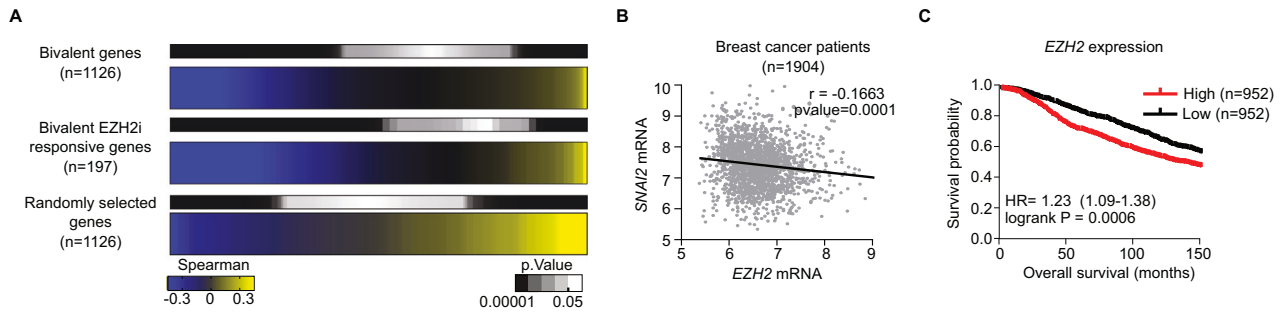 A
Bivalent genes
(n=1126)
Bivalent EZH2i
responsive genes
(n=197)
Randomly selected
genes
(n=1126)
Spearman
-0.3 0 0.3
p.Value
0.00001 0.05
B
Breast cancer patients
(n=1904)
r = -0.1663
pvalue=0.0001
SNAI2 mRNA
10
9
8
7
6
5
5 6 7 8 9
EZH2 mRNA
C
EZH2 expression
High (n=952)
Low (n=952)
Survival probability
1.0
0.8
0.6
0.4
0.2
0.0
HR= 1.23 (1.09-1.38)
logrank P = 0.0006
0 50 100 150
Overall survival (months)